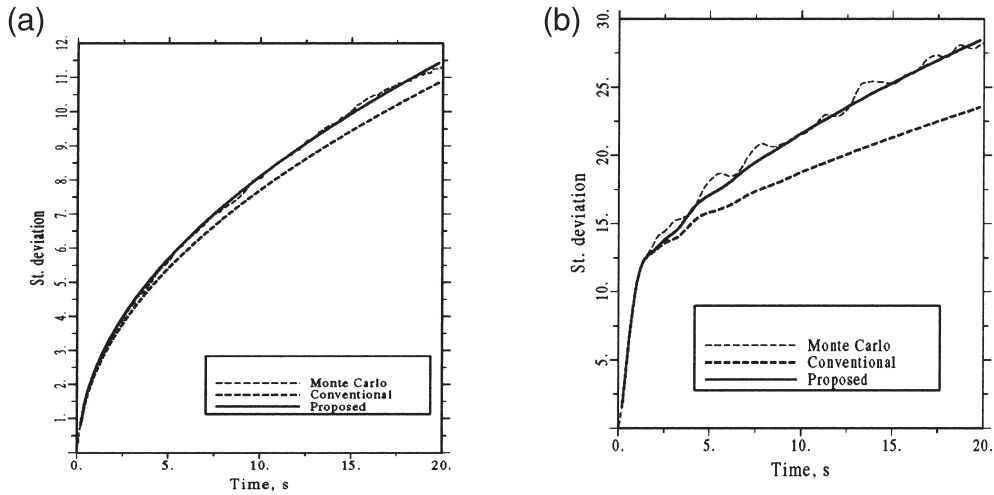 (a)
12.
11.
10.
9.
8.
7.
6.
5.
4.
3.
2.
1.
St. deviation
Monte Carlo
Conventional
Proposed
0. 5. 10. 15. 20.
Time, s
(b)
30.
25.
20.
15.
10.
5.
St. deviation
Monte Carlo
Conventional
Proposed
0. 5. 10. 15. 20.
Time, s